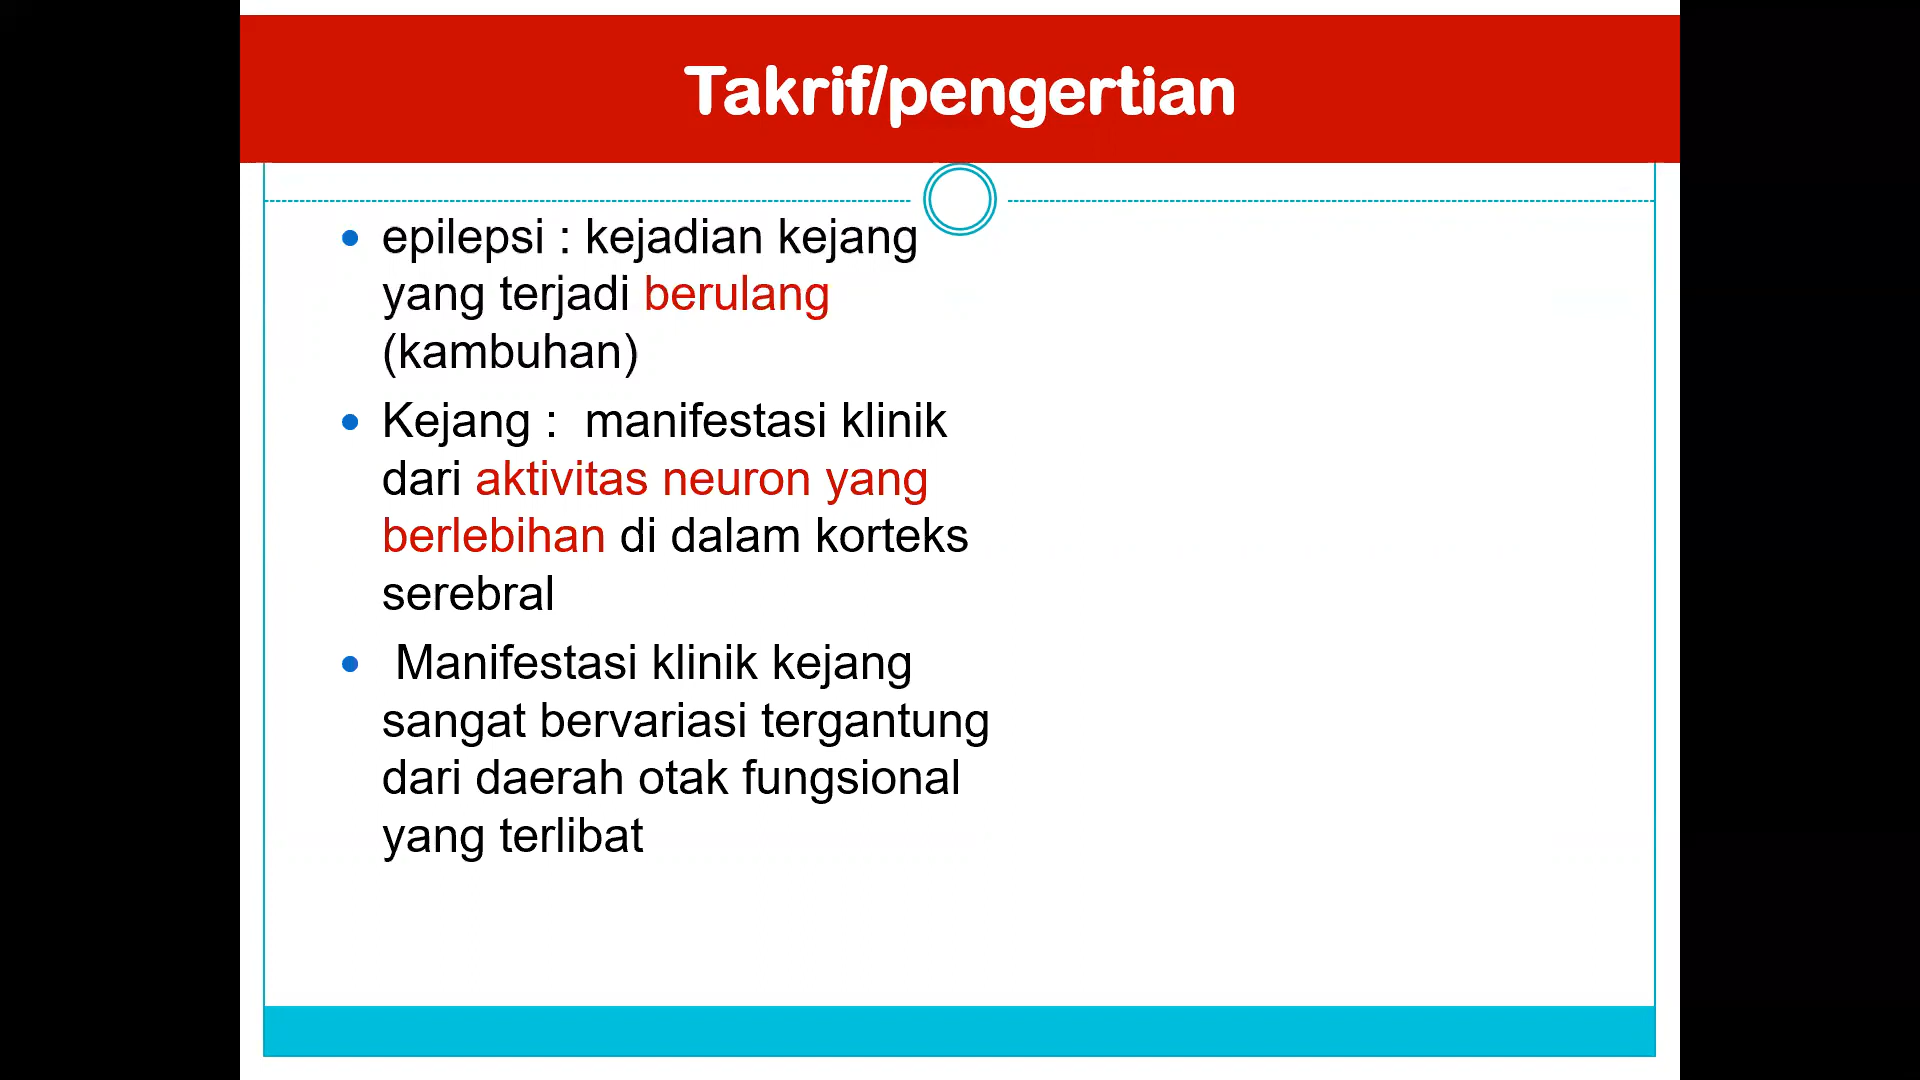 Takrif/pengertian
epilepsi : kejadian kejang
yang terjadi berulang
(kambuhan)
Kejang :  manifestasi klinik
dari aktivitas neuron yang
berlebihan di dalam korteks
serebral
Manifestasi klinik kejang
sangat bervariasi tergantung
dari daerah otak fungsional
yang terlibat